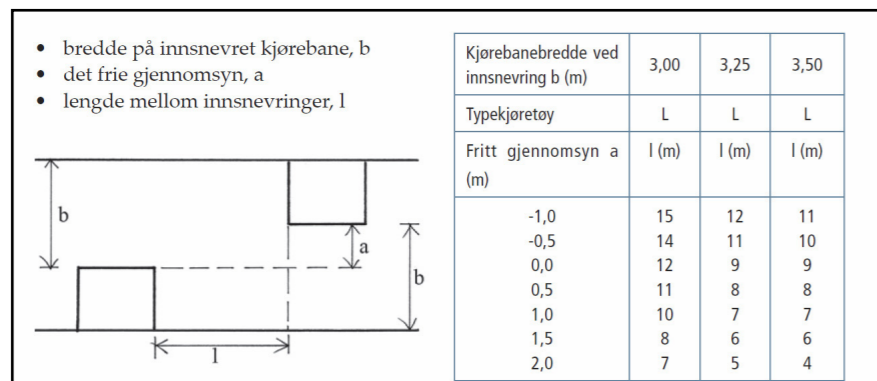 • bredde på innsnevret kjørebane, b
• det frie gjennomsyn, a
• lengde mellom innsnevringer, l
b
a
b
l
Kjørebanebredde ved
innsnevring b (m) 3,00 3,25 3,50
Typekjøretøy L L L
Fritt gjennomsyn a l (m) l (m) l (m)
(m)
-1,0 15 12 11
-0,5 14 11 10
0,0 12 9 9
0,5 11 8 8
1,0 10 7 7
1,5 8 6 6
2,0 7 5 4